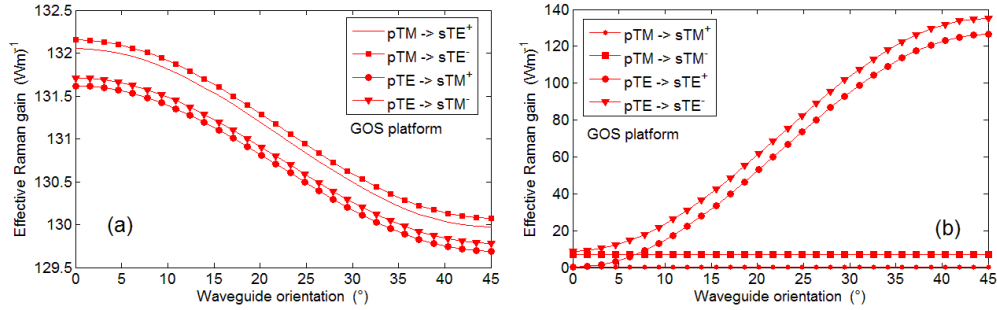 Effective Raman gain (Wm)⁻¹
132
131.5
131
130.5
130
129.5
0 5 10 15 20 25 30 35 40 45
Waveguide orientation (°)
pTM -> sTE⁺
pTM -> sTE⁻
pTE -> sTM⁺
pTE -> sTM⁻
GOS platform
(a)
Effective Raman gain (Wm)⁻¹
140
120
100
80
60
40
20
0
0 5 10 15 20 25 30 35 40 45
Waveguide orientation (°)
pTM -> sTM⁺
pTM -> sTM⁻
pTE -> sTE⁺
pTE -> sTE⁻
GOS platform
(b)